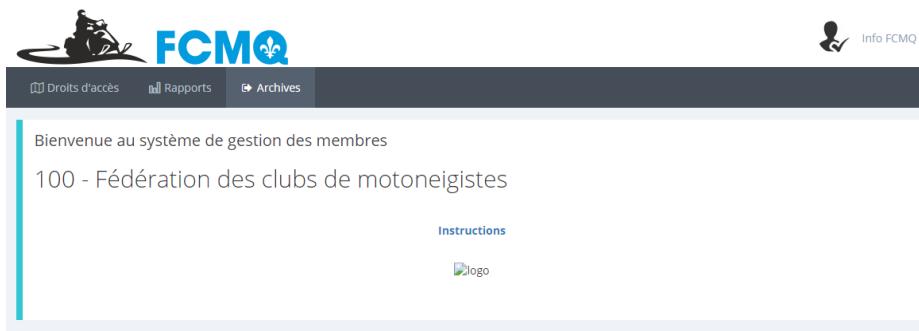 FCMQ
Info FCMQ
Droits d'accès Rapports Archives
Bienvenue au système de gestion des membres
100 - Fédération des clubs de motoneigistes
Instructions
logo